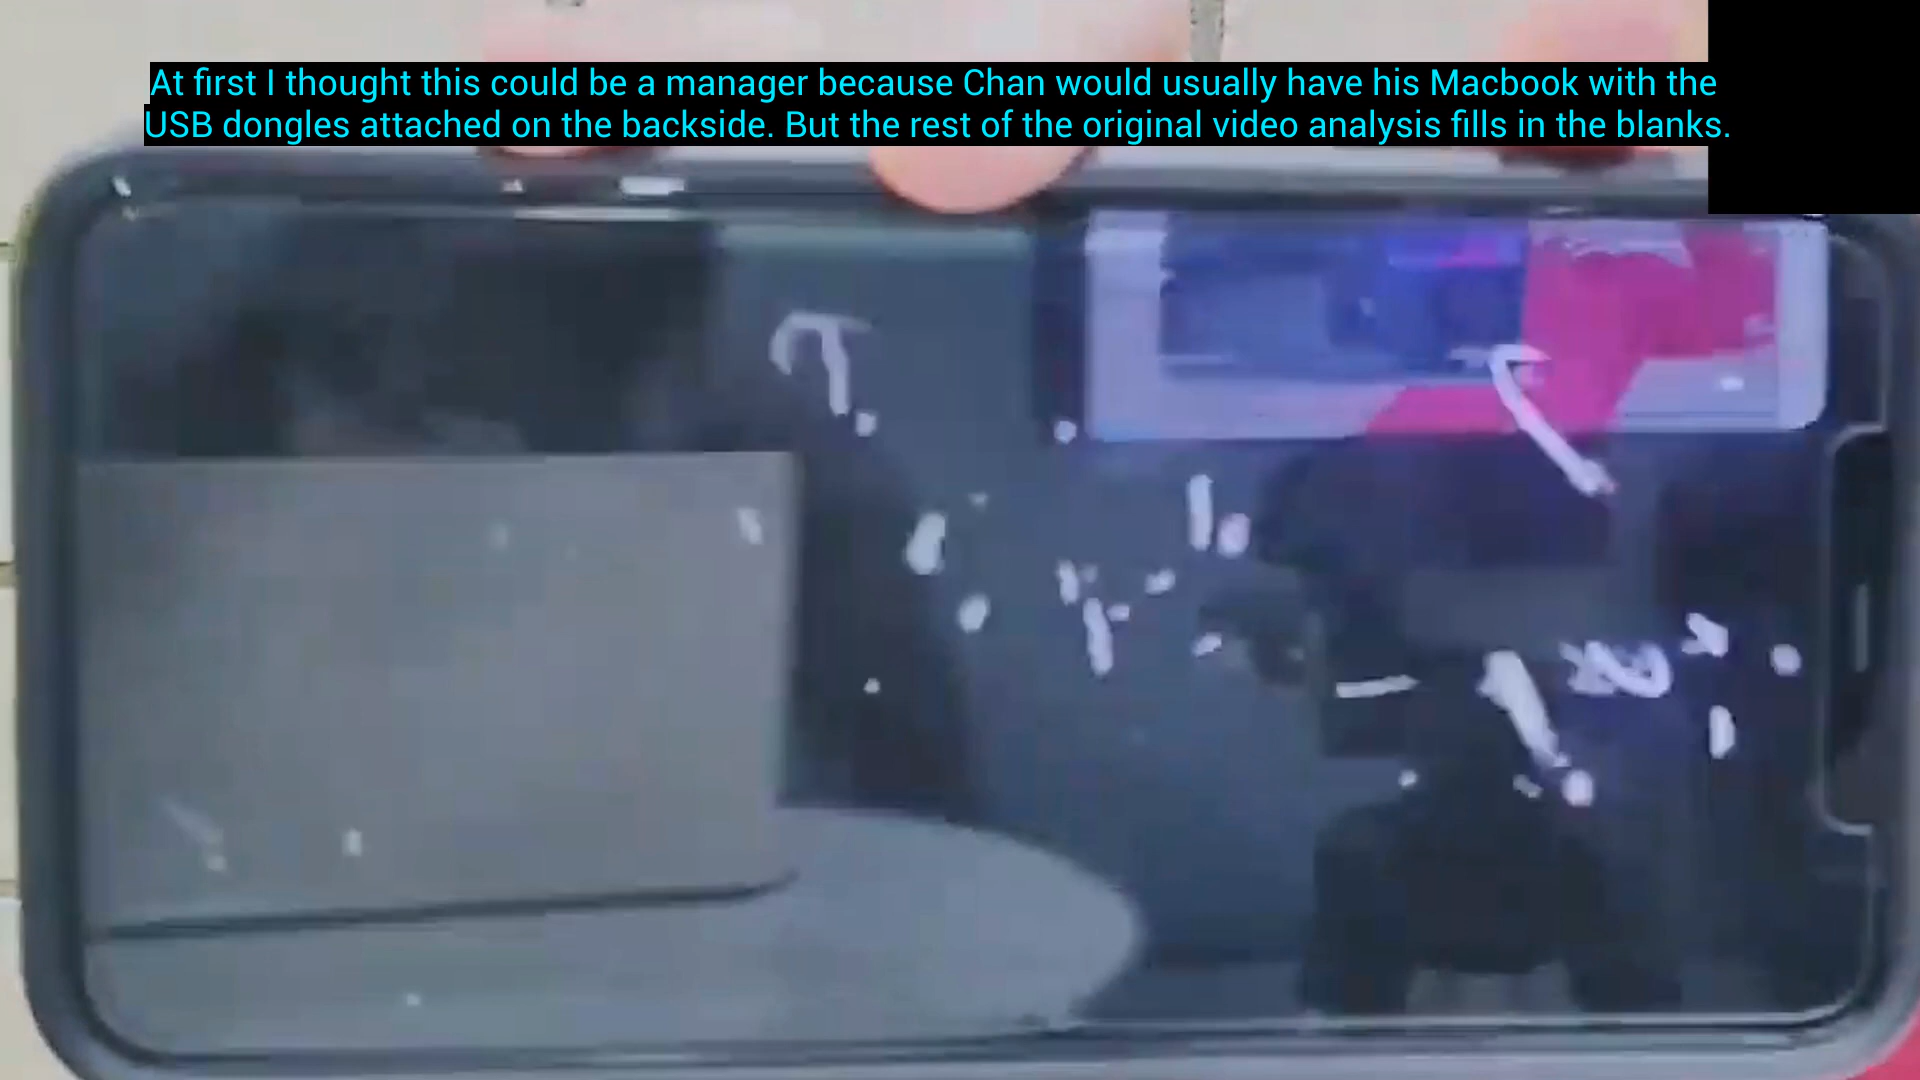 At first I thought this could be a manager because Chan would usually have his Macbook with the
USB dongles attached on the backside. But the rest of the original video analysis fills in the blanks.